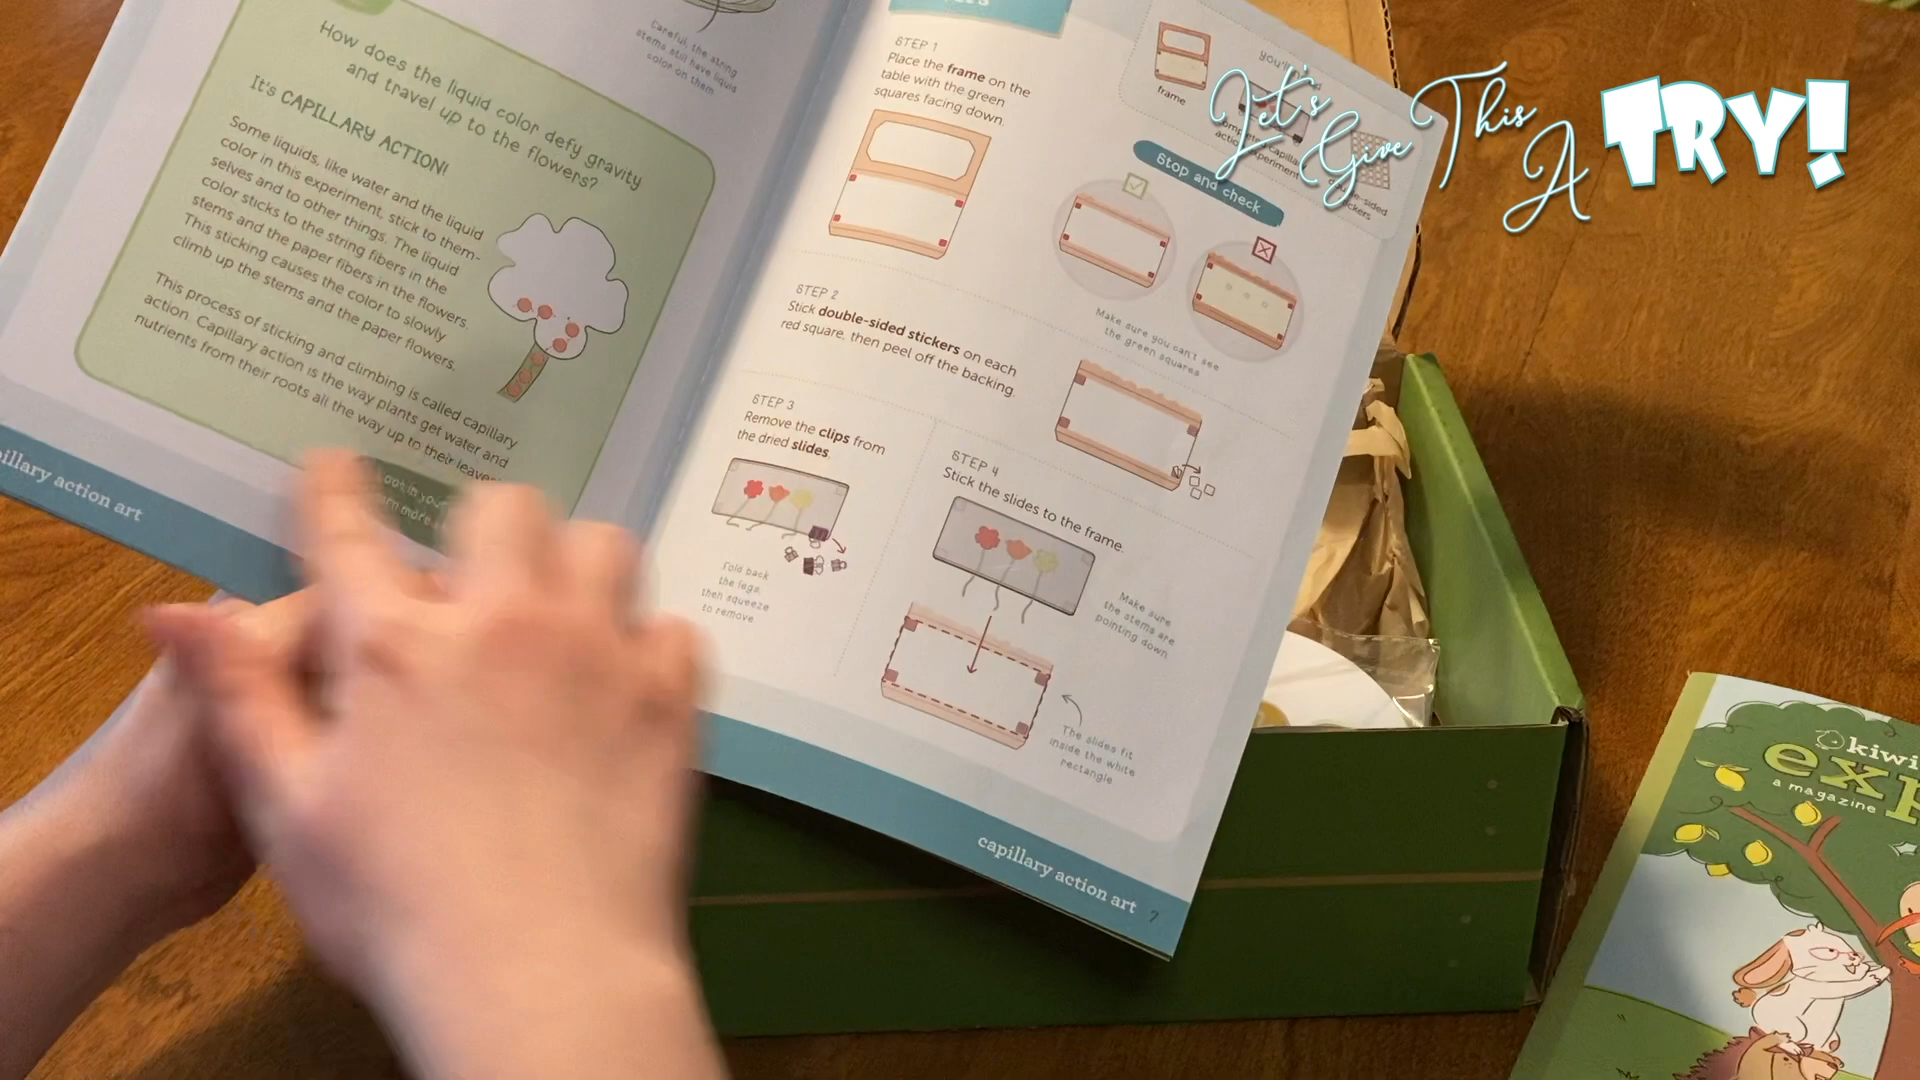 Careful, the string
stems still have liquid
color on them
How does the liquid color defy gravity
and travel up to the flowers?
It's CAPILLARY ACTION!
Some liquids, like water and the liquid
color in this experiment, stick to them-
selves and to other things. The liquid
color sticks to the string fibers in the
stems and the paper fibers in the flowers.
This sticking causes the color to slowly
climb up the stems and the paper flowers.
This process of sticking and climbing is called capillary
action. Capillary action is the way plants get water and
nutrients from their roots all the way up to their leaves
action art
STEP 1
Place the frame on the
table with the green
squares facing down.
frame
Stop and check
Make sure you can't see
the green squares
STEP 2
Stick double-sided stickers on each
red square, then peel off the backing.
STEP 3
Remove the clips from
the dried slides.
Fold back
the legs,
then squeeze
to remove.
STEP 4
Stick the slides to the frame.
Make sure
the stems are
pointing down.
The slides fit
inside the white
rectangle
capillary action art 7
Let's Give This A TRY!
kiwi
exp
a magazine